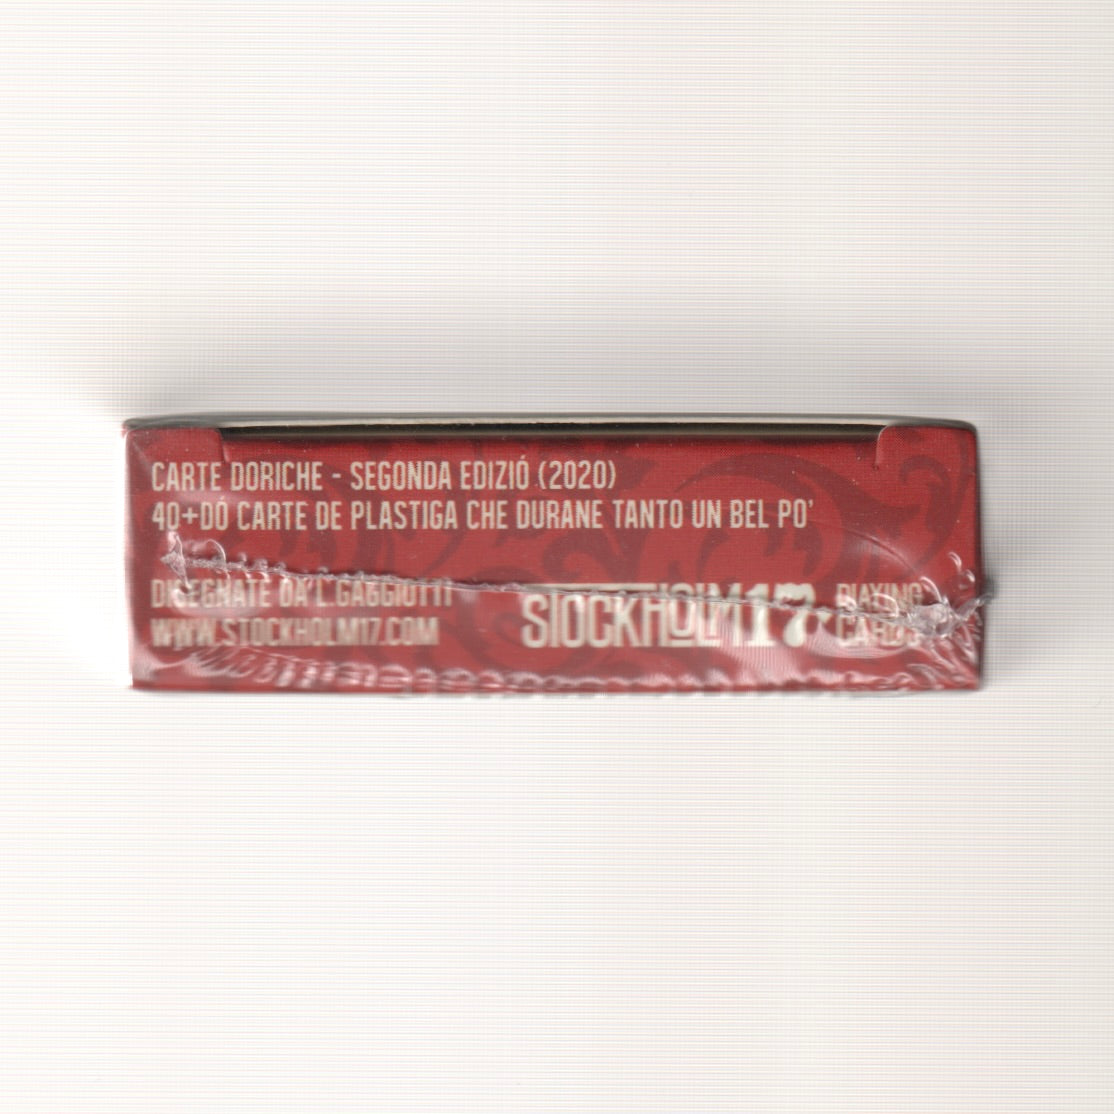 CARTE DORICHE - SEGONDA EDIZIÓ (2020)
40+DÓ CARTE DE PLASTIGA CHE DURANE TANTO UN BEL PO'
DISEGNATE DA L.GAGGIOTTI
WWW.STOCKHOLM17.COM
STOCKHOLM17
PLAYING
CARDS